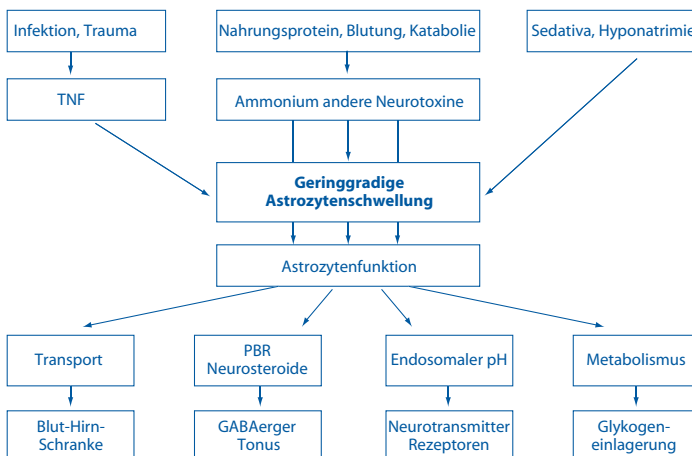 Infektion, Trauma
Nahrungsprotein, Blutung, Katabolie
Sedativa, Hyponatrimie
TNF
Ammonium andere Neurotoxine
Geringgradige
Astrozytenschwellung
Astrozytenfunktion
Transport
PBR
Neurosteroide
Endosomaler pH
Metabolismus
Blut-Hirn-
Schranke
GABAerger
Tonus
Neurotransmitter
Rezeptoren
Glykogen-
einlagerung